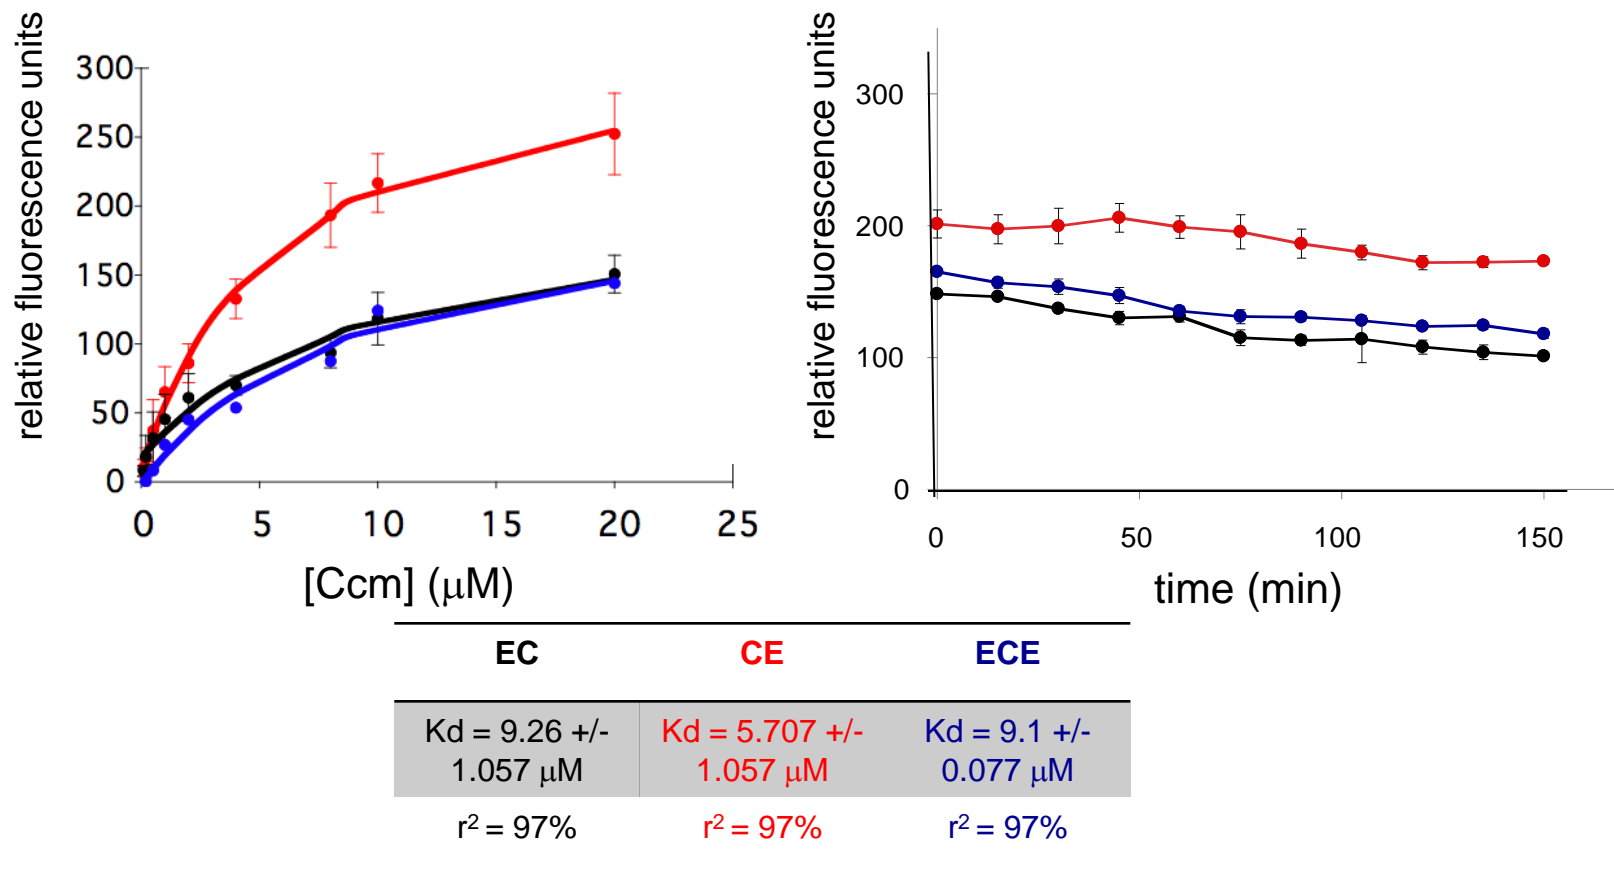 relative fluorescence units
300
250
200
150
100
50
0
0 5 10 15 20 25
[Ccm] (μM)
relative fluorescence units
300
200
100
0
0 50 100 150
time (min)
EC CE ECE
Kd = 9.26 +/- Kd = 5.707 +/- Kd = 9.1 +/-
1.057 μM 1.057 μM 0.077 μM
r² = 97% r² = 97% r² = 97%